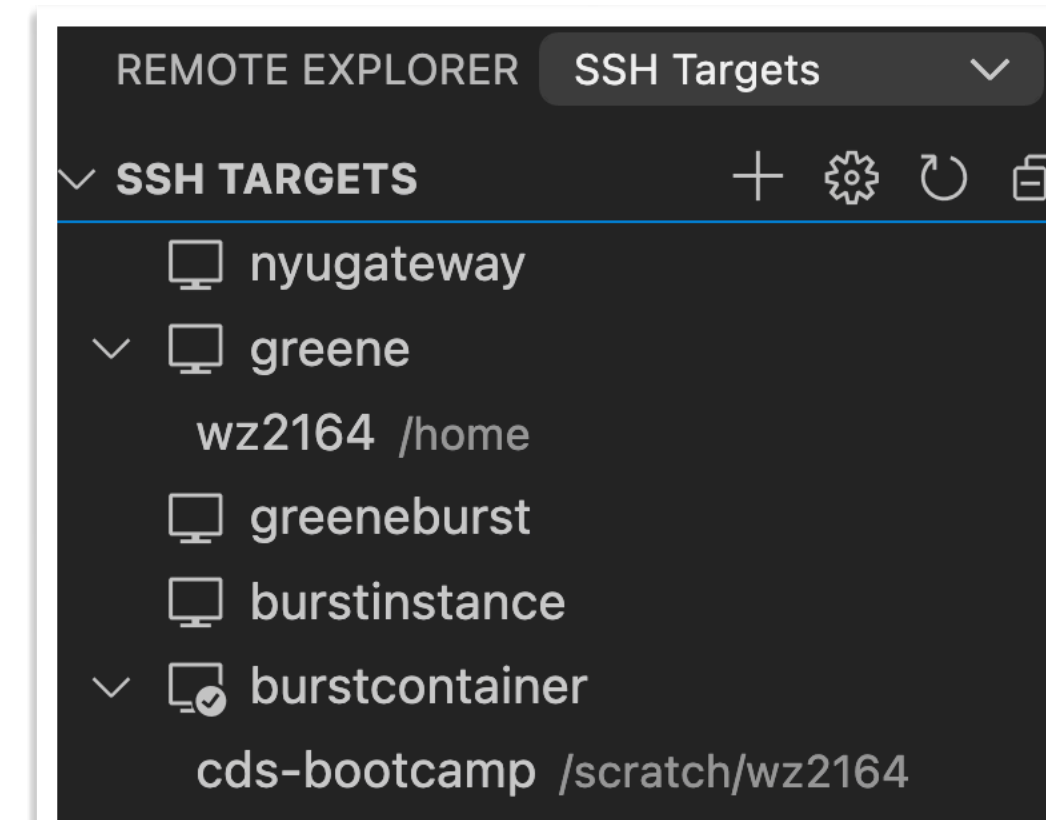 REMOTE EXPLORER SSH Targets
SSH TARGETS
nyugateway
greene
wz2164 /home
greeneburst
burstinstance
burstcontainer
cds-bootcamp /scratch/wz2164